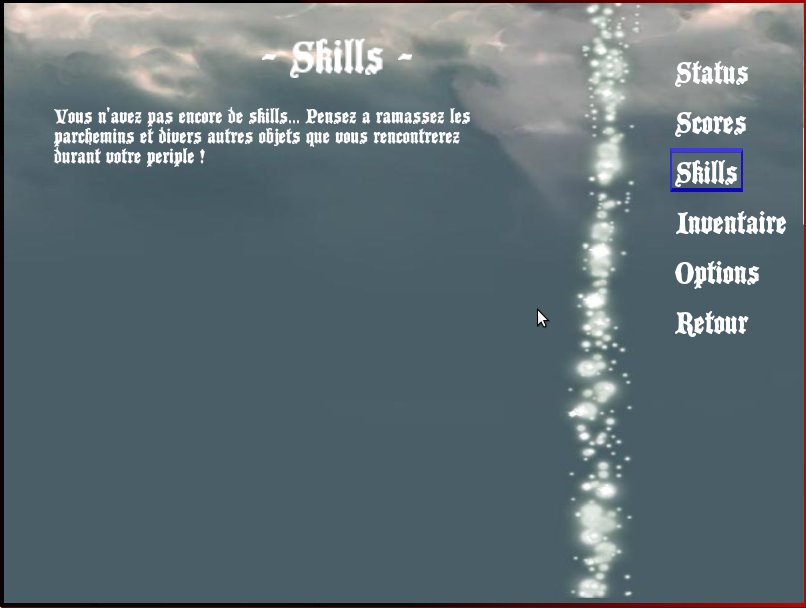 ~ Skills ~
Vous n'avez pas encore de skills... Pensez a ramassez les
parchemins et divers autres objets que vous rencontrerez
durant votre periple !
Status
Scores
Skills
Inventaire
Options
Retour